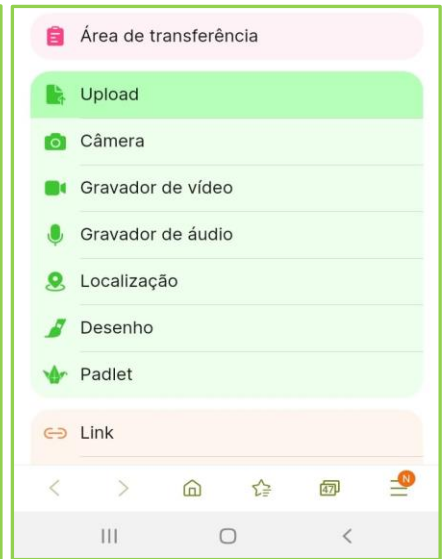 Área de transferência
Upload
Câmera
Gravador de vídeo
Gravador de áudio
Localização
Desenho
Padlet
Link
47
N